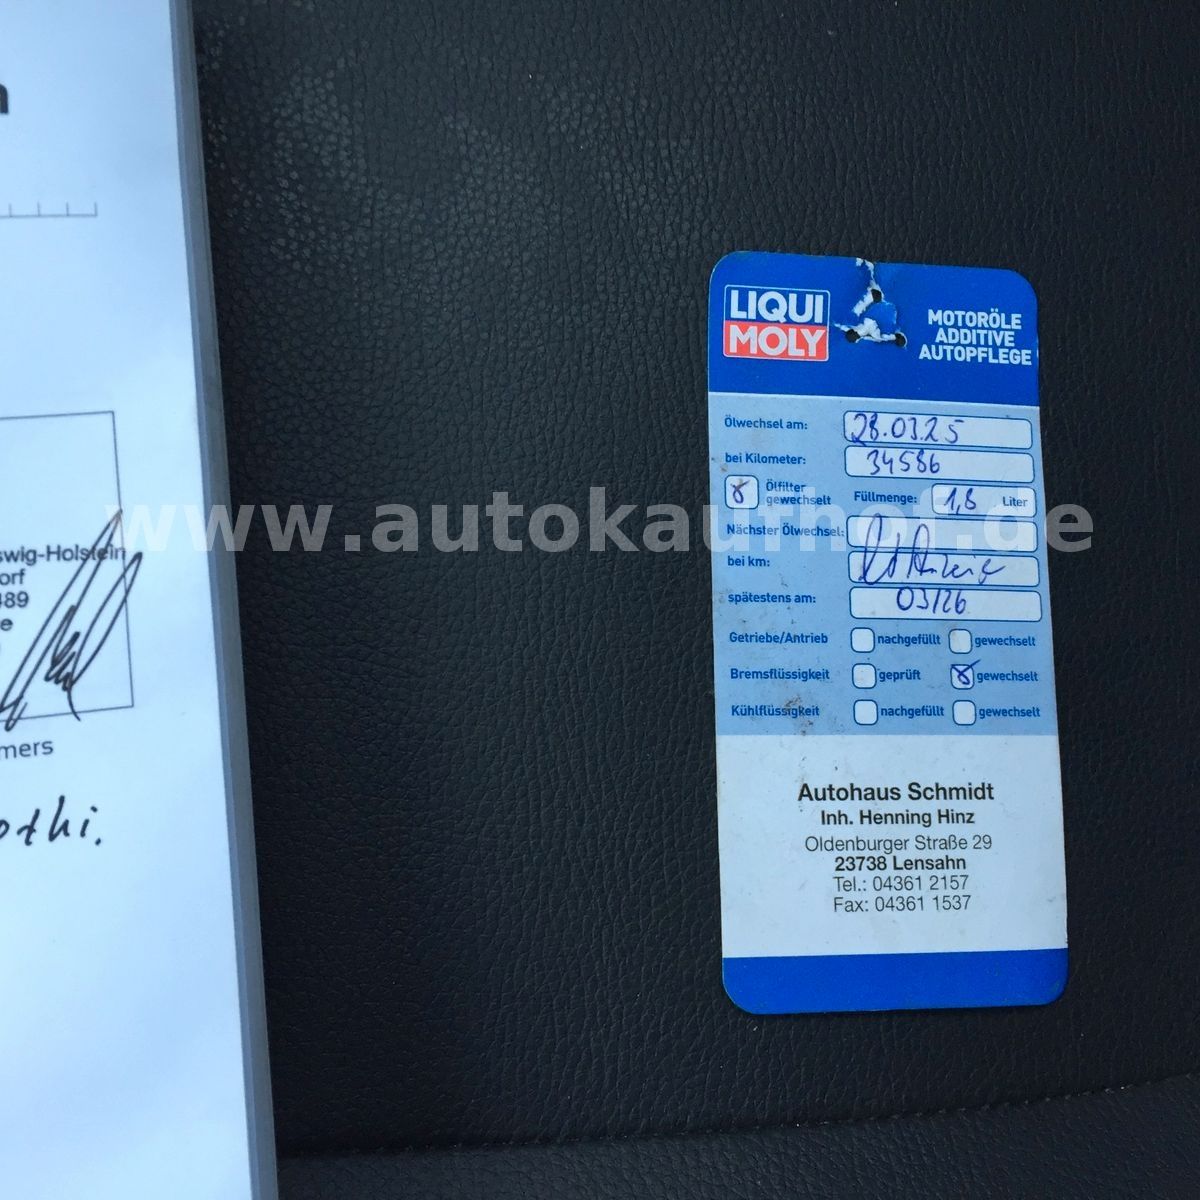 swig-Holstein
orf
489
e
mers
othi.
LIQUI
MOLY
MOTORÖLE
ADDITIVE
AUTOPFLEGE
Ölwechsel am: 28.03.25
bei Kilometer: 34586
Ölfilter
gewechselt
Füllmenge: 1,8 Liter
www.autokaufhof.de
Nächster Ölwechsel:
bei km:
spätestens am: 03/26
Getriebe/Antrieb nachgefüllt gewechselt
Bremsflüssigkeit geprüft gewechselt
Kühlflüssigkeit nachgefüllt gewechselt
Autohaus Schmidt
Inh. Henning Hinz
Oldenburger Straße 29
23738 Lensahn
Tel.: 04361 2157
Fax: 04361 1537